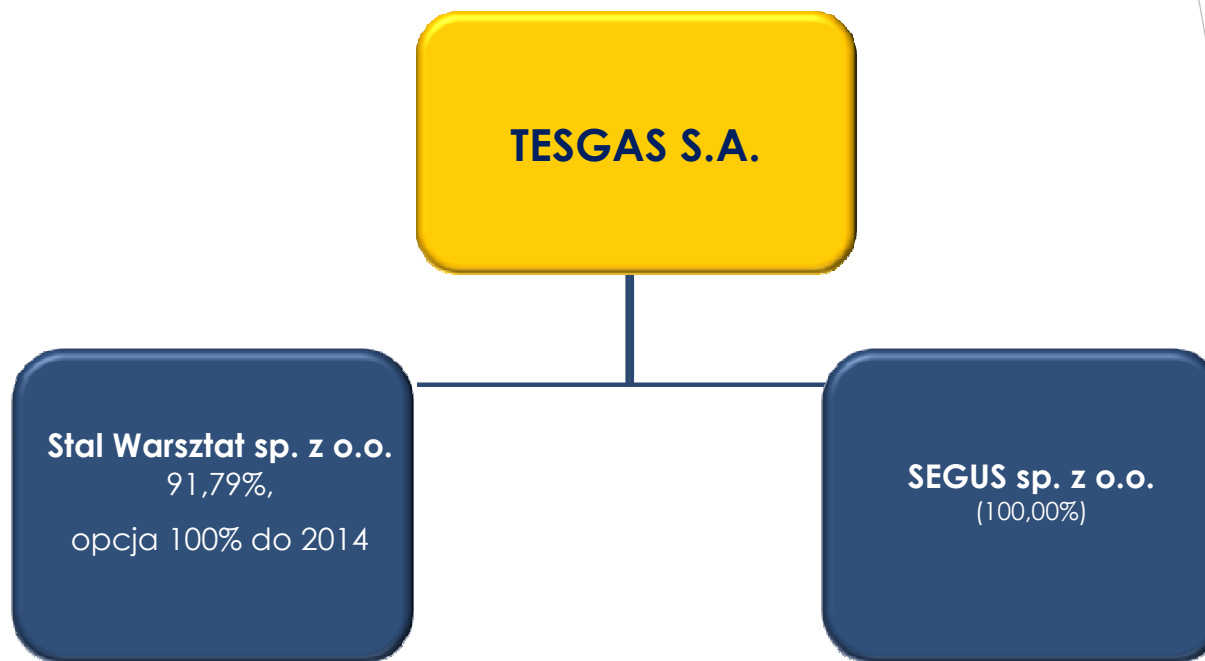 TESGAS S.A.
Stal Warsztat sp. z o.o.
91,79%,
opcja 100% do 2014
SEGUS sp. z o.o.
(100,00%)